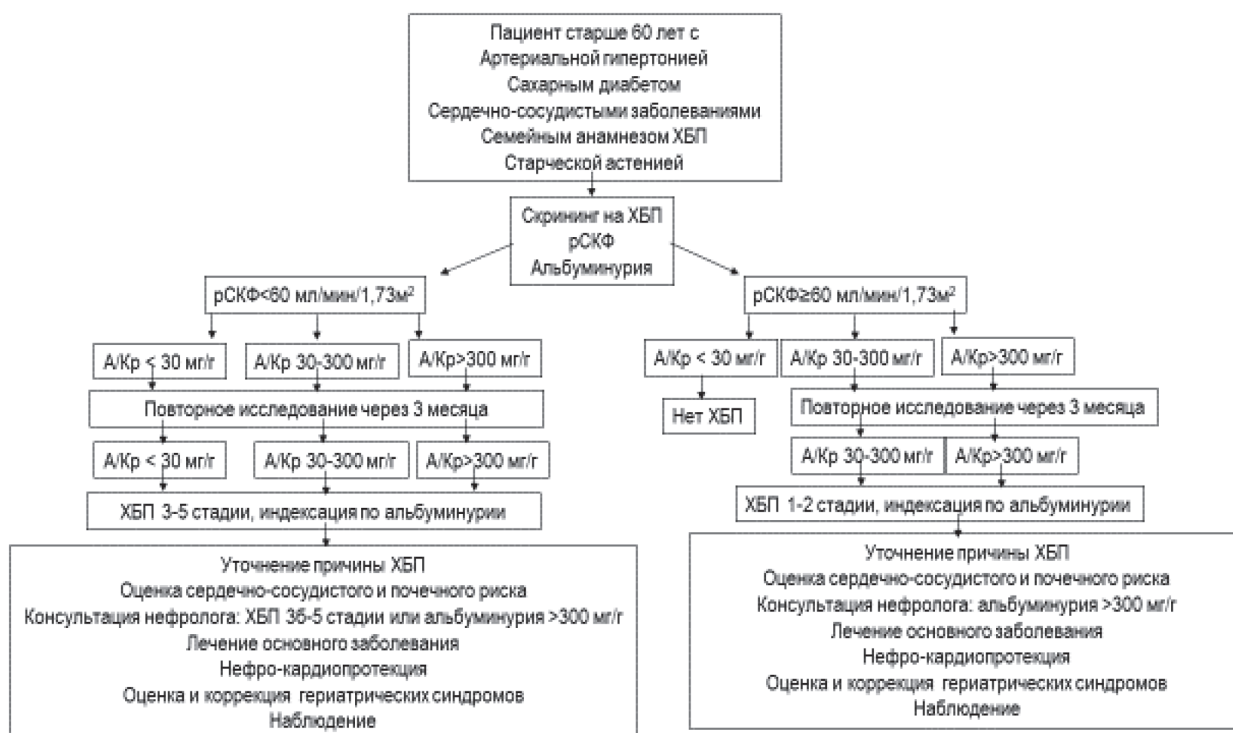 Пациент старше 60 лет с
Артериальной гипертонией
Сахарным диабетом
Сердечно-сосудистыми заболеваниями
Семейным анамнезом ХБП
Старческой астенией
Скрининг на ХБП
рСКФ
Альбуминурия
рСКФ<60 мл/мин/1,73м²
А/Кр < 30 мг/г
А/Кр 30-300 мг/г
А/Кр>300 мг/г
Повторное исследование через 3 месяца
А/Кр < 30 мг/г
А/Кр 30-300 мг/г
А/Кр>300 мг/г
ХБП 3-5 стадии, индексация по альбуминурии
Уточнение причины ХБП
Оценка сердечно-сосудистого и почечного риска
Консультация нефролога: ХБП 3б-5 стадии или альбуминурия >300 мг/г
Лечение основного заболевания
Нефро-кардиопротекция
Оценка и коррекция гериатрических синдромов
Наблюдение
рСКФ≥60 мл/мин/1,73м²
А/Кр < 30 мг/г
А/Кр 30-300 мг/г
А/Кр>300 мг/г
Нет ХБП
Повторное исследование через 3 месяца
А/Кр 30-300 мг/г
А/Кр>300 мг/г
ХБП 1-2 стадии, индексация по альбуминурии
Уточнение причины ХБП
Оценка сердечно-сосудистого и почечного риска
Консультация нефролога: альбуминурия >300 мг/г
Лечение основного заболевания
Нефро-кардиопротекция
Оценка и коррекция гериатрических синдромов
Наблюдение